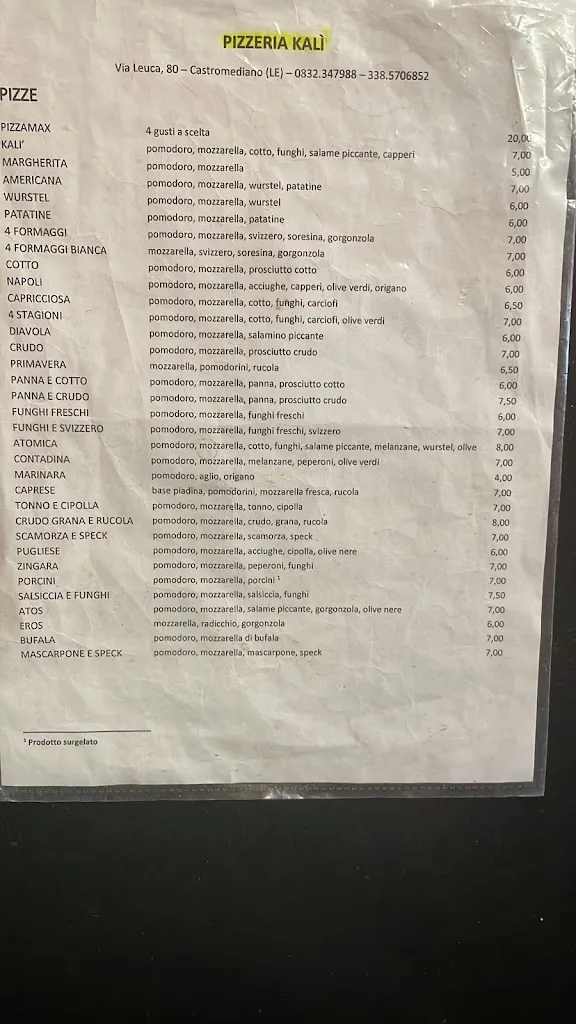 PIZZERIA KALÌ
Via Leuca, 80 – Castromediano (LE) – 0832.347988 – 338.5706852
PIZZE
PIZZAMAX 4 gusti a scelta 20,00
KALI' pomodoro, mozzarella, cotto, funghi, salame piccante, capperi 7,00
MARGHERITA pomodoro, mozzarella 5,00
AMERICANA pomodoro, mozzarella, wurstel, patatine 7,00
WURSTEL pomodoro, mozzarella, wurstel 6,00
PATATINE pomodoro, mozzarella, patatine 6,00
4 FORMAGGI pomodoro, mozzarella, svizzero, soresina, gorgonzola 7,00
4 FORMAGGI BIANCA mozzarella, svizzero, soresina, gorgonzola 7,00
COTTO pomodoro, mozzarella, prosciutto cotto 6,00
NAPOLI pomodoro, mozzarella, acciughe, capperi, olive verdi, origano 6,00
CAPRICCIOSA pomodoro, mozzarella, cotto, funghi, carciofi 6,50
4 STAGIONI pomodoro, mozzarella, cotto, funghi, carciofi, olive verdi 7,00
DIAVOLA pomodoro, mozzarella, salamino piccante 6,00
CRUDO pomodoro, mozzarella, prosciutto crudo 7,00
PRIMAVERA mozzarella, pomodorini, rucola 6,50
PANNA E COTTO pomodoro, mozzarella, panna, prosciutto cotto 6,00
PANNA E CRUDO pomodoro, mozzarella, panna, prosciutto crudo 7,50
FUNGHI FRESCHI pomodoro, mozzarella, funghi freschi 6,00
FUNGHI E SVIZZERO pomodoro, mozzarella, funghi freschi, svizzero 7,00
ATOMICA pomodoro, mozzarella, cotto, funghi, salame piccante, melanzane, wurstel, olive 8,00
CONTADINA pomodoro, mozzarella, melanzane, peperoni, olive verdi 7,00
MARINARA pomodoro, aglio, origano 4,00
CAPRESE base piadina, pomodorini, mozzarella fresca, rucola 7,00
TONNO E CIPOLLA pomodoro, mozzarella, tonno, cipolla 7,00
CRUDO GRANA E RUCOLA pomodoro, mozzarella, crudo, grana, rucola 8,00
SCAMORZA E SPECK pomodoro, mozzarella, scamorza, speck 7,00
PUGLIESE pomodoro, mozzarella, acciughe, cipolla, olive nere 6,00
ZINGARA pomodoro, mozzarella, peperoni, funghi 7,00
PORCINI pomodoro, mozzarella, porcini ¹ 7,00
SALSICCIA E FUNGHI pomodoro, mozzarella, salsiccia, funghi 7,50
ATOS pomodoro, mozzarella, salame piccante, gorgonzola, olive nere 7,00
EROS mozzarella, radicchio, gorgonzola 6,00
BUFALA pomodoro, mozzarella di bufala 7,00
MASCARPONE E SPECK pomodoro, mozzarella, mascarpone, speck 7,00
¹ Prodotto surgelato